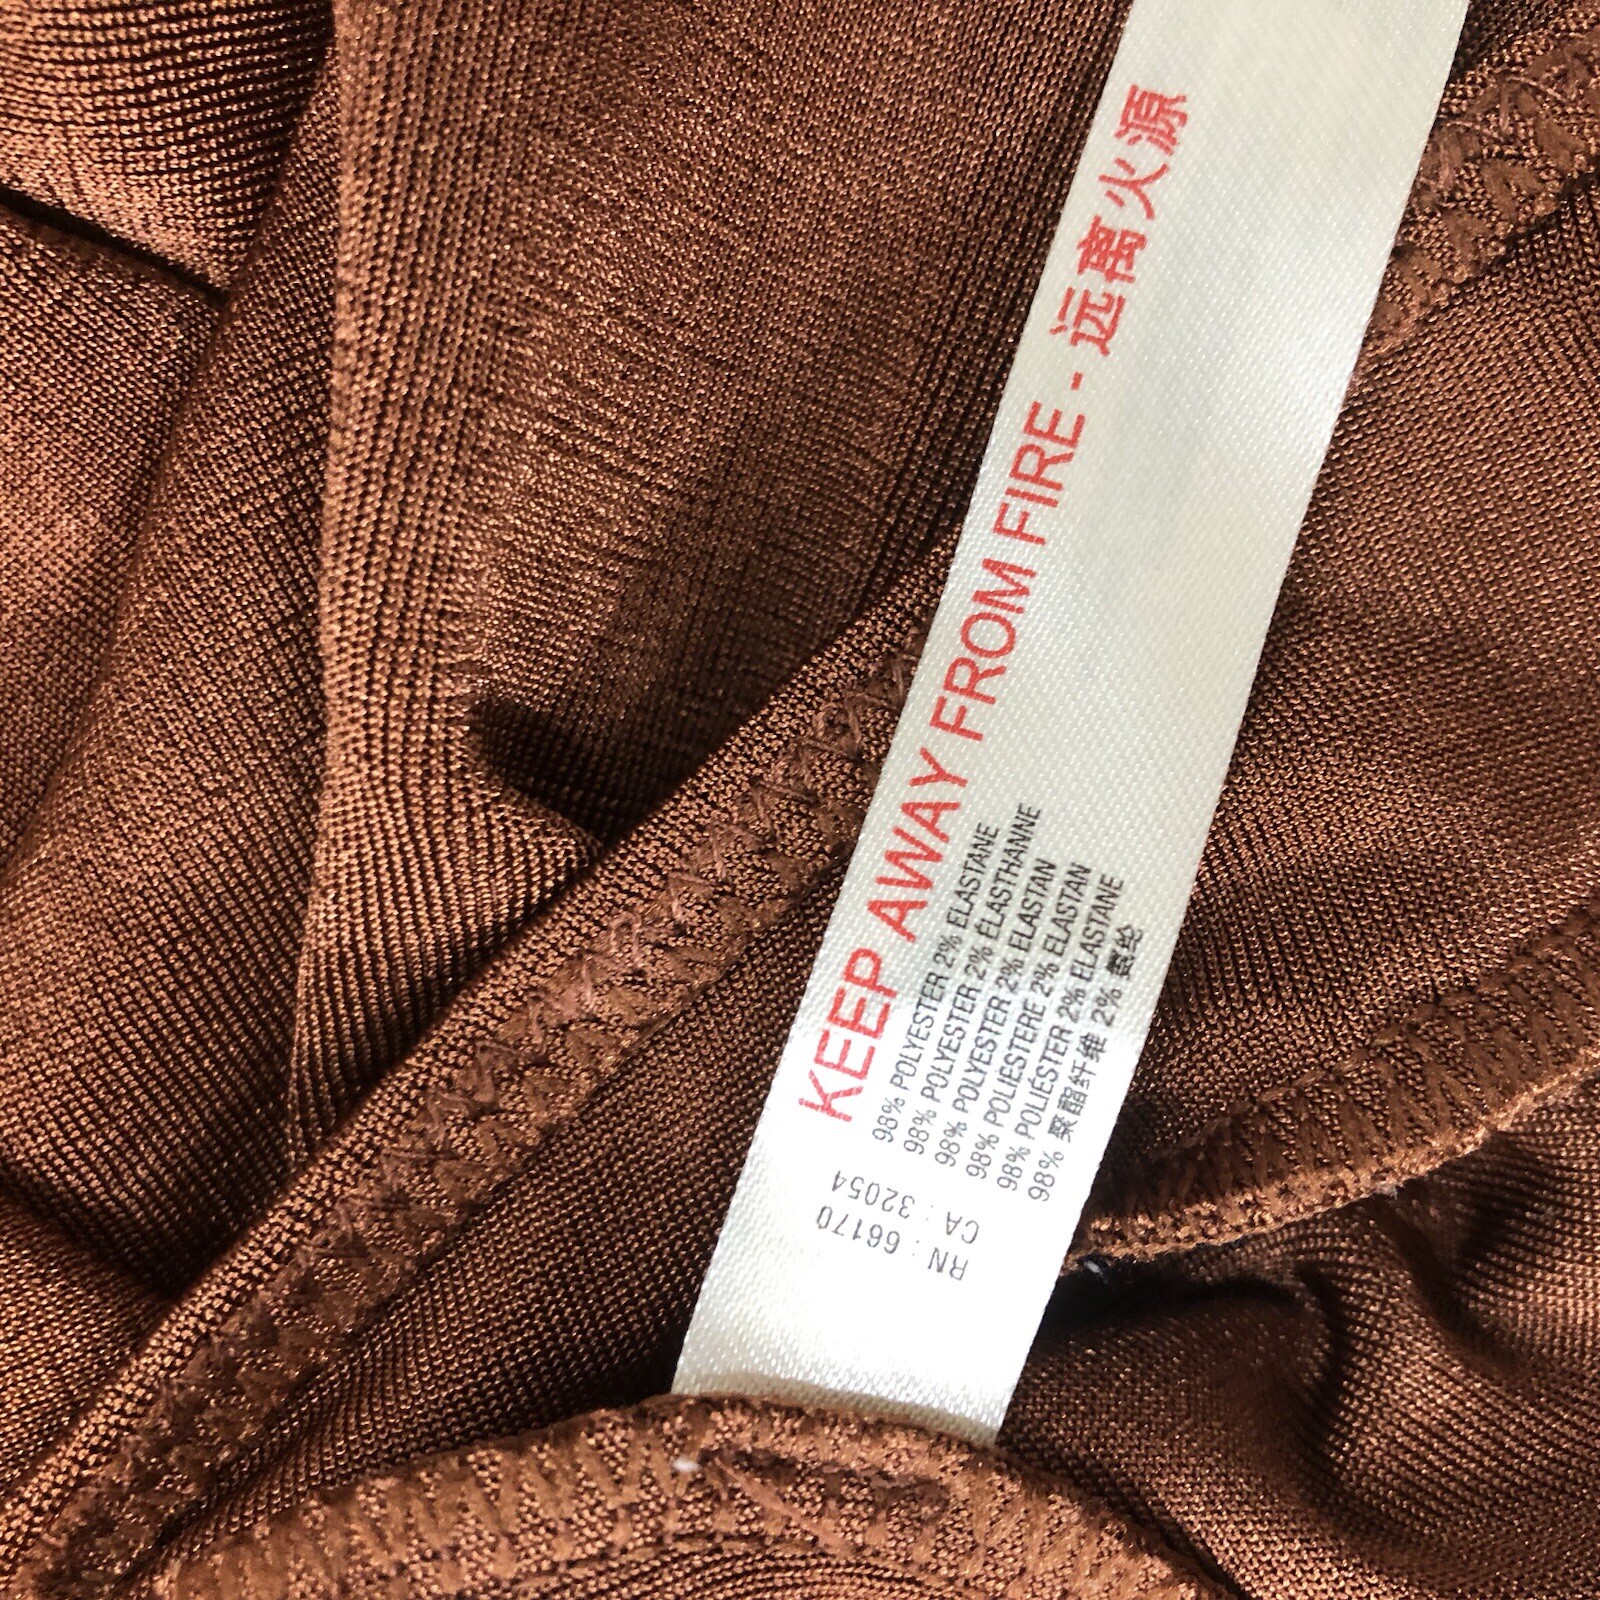 KEEP AWAY FROM FIRE - 远离火源
98% POLYESTER 2% ELASTANE
98% POLYESTER 2% ÉLASTHANNE
98% POLYESTER 2% ELASTAN
98% POLIESTERE 2% ELASTAN
98% POLIÉSTER 2% ELASTANE
98% 聚酯纤维 2% 氨纶
RN : 66170
CA : 32054